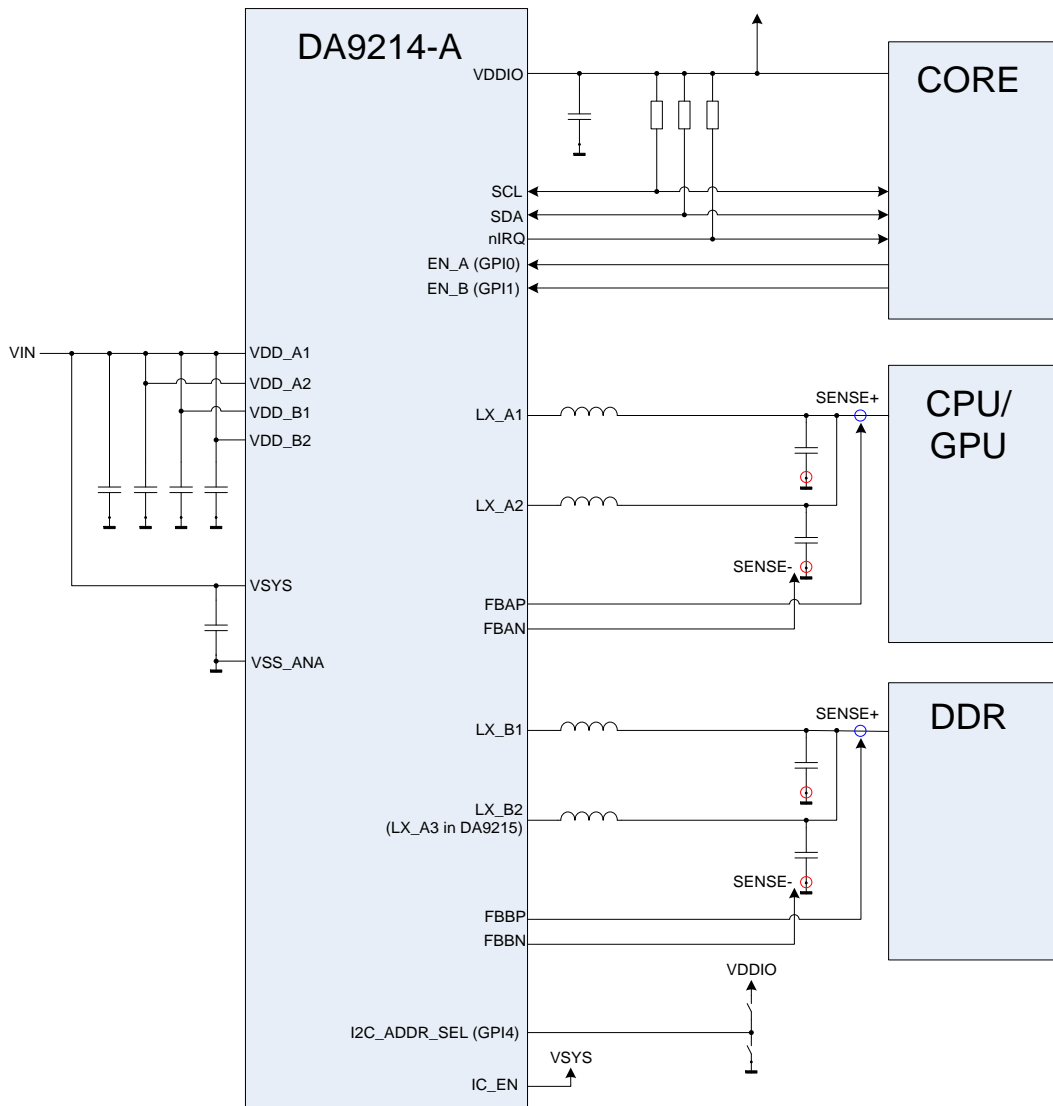 DA9214-A
VDDIO
CORE
SCL
SDA
nIRQ
EN_A (GPI0)
EN_B (GPI1)
VIN
VDD_A1
VDD_A2
VDD_B1
VDD_B2
LX_A1
SENSE+
CPU/
GPU
LX_A2
SENSE-
VSYS
FBAP
FBAN
VSS_ANA
LX_B1
SENSE+
DDR
LX_B2
(LX_A3 in DA9215)
SENSE-
FBBP
FBBN
VDDIO
I2C_ADDR_SEL (GPI4)
VSYS
IC_EN